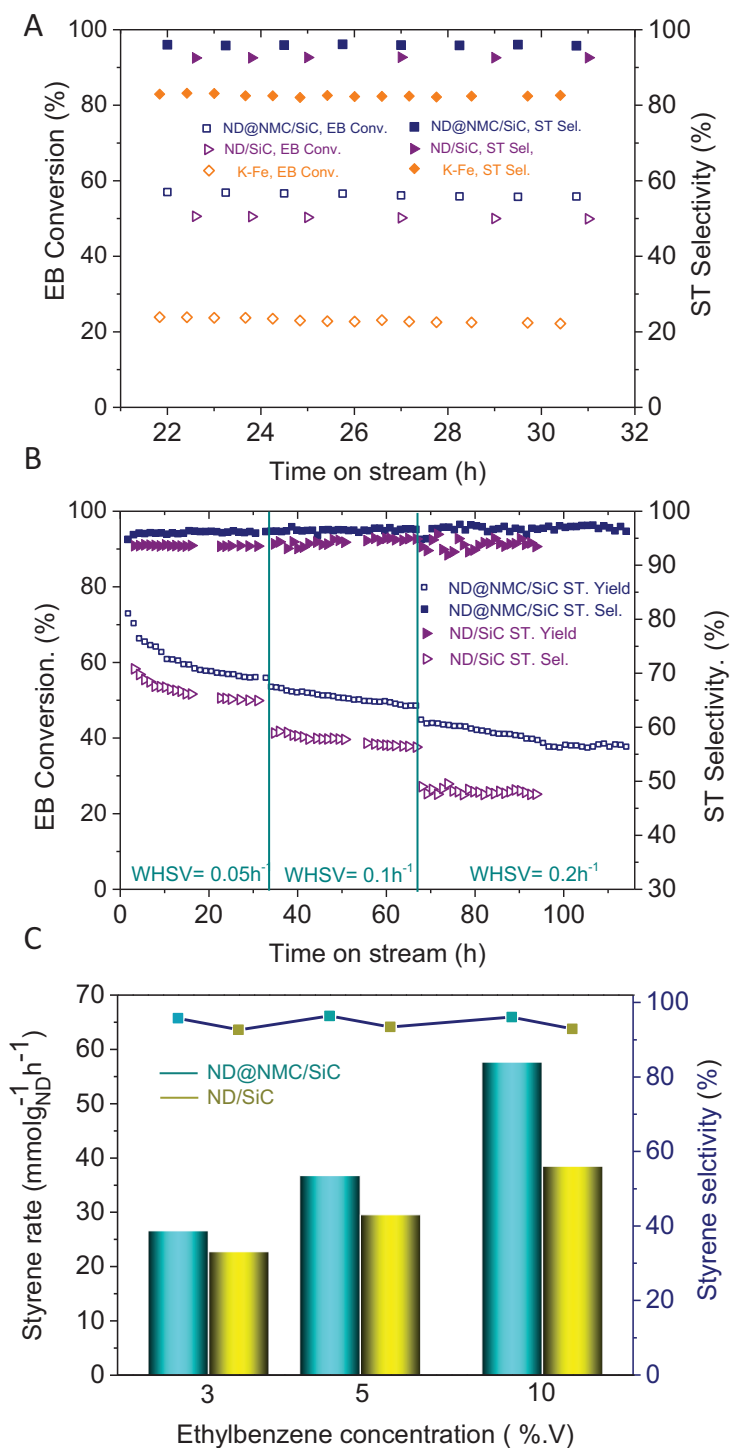 A
100
80
60
40
20
0
EB Conversion (%)
100
80
60
40
20
0
ST Selectivity (%)
ND@NMC/SiC, EB Conv.
ND/SiC, EB Conv.
K-Fe, EB Conv.
ND@NMC/SiC, ST Sel.
ND/SiC, ST Sel,
K-Fe, ST Sel.
22 24 26 28 30 32
Time on stream (h)
B
100
80
60
40
20
0
EB Conversion. (%)
100
90
80
70
60
50
40
30
ST Selectivity. (%)
ND@NMC/SiC ST. Yield
ND@NMC/SiC ST. Sel.
ND/SiC ST. Yield
ND/SiC ST. Sel.
WHSV= 0.05h⁻¹ WHSV= 0.1h⁻¹ WHSV= 0.2h⁻¹
0 20 40 60 80 100
Time on stream (h)
C
70
60
50
40
30
20
10
0
Styrene rate (mmolg_ND⁻¹h⁻¹)
100
80
60
40
20
0
Styrene selctivity (%)
ND@NMC/SiC
ND/SiC
3 5 10
Ethylbenzene concentration ( %.V)